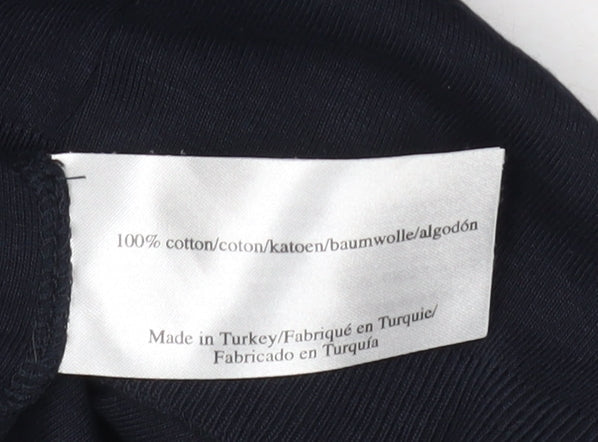 100% cotton/coton/katoen/baumwolle/algodón
Made in Turkey/Fabriqué en Turquie/
Fabricado en Turquía